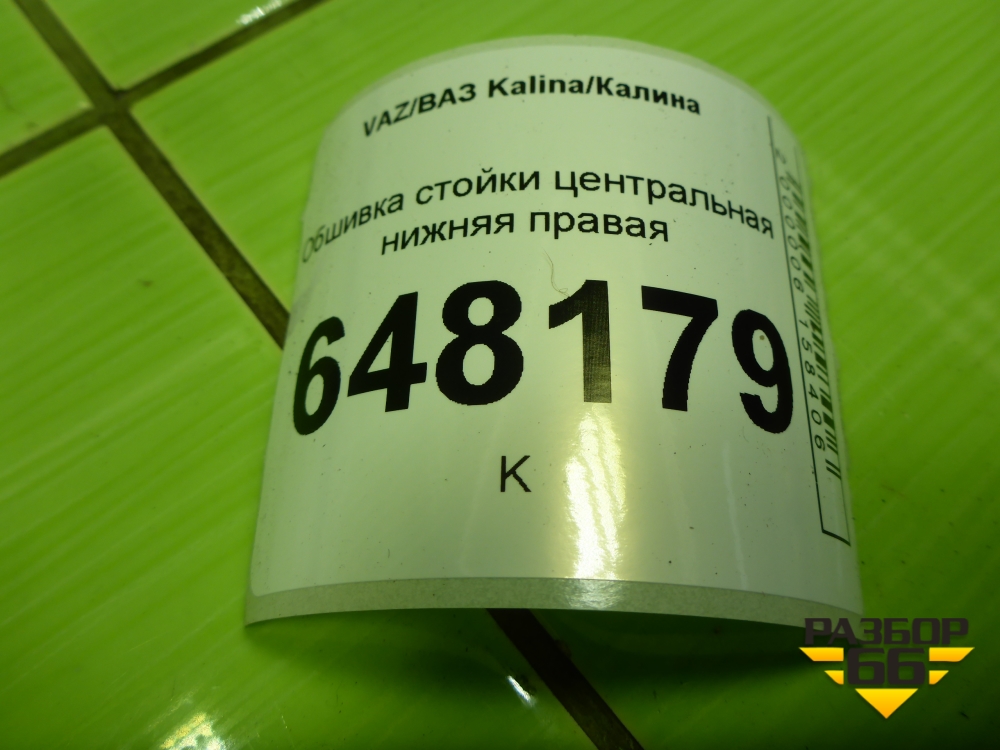 VAZ/ВАЗ Kalina/Калина
Обшивка стойки центральная
нижняя правая
648179
К
РАЗБОР
66